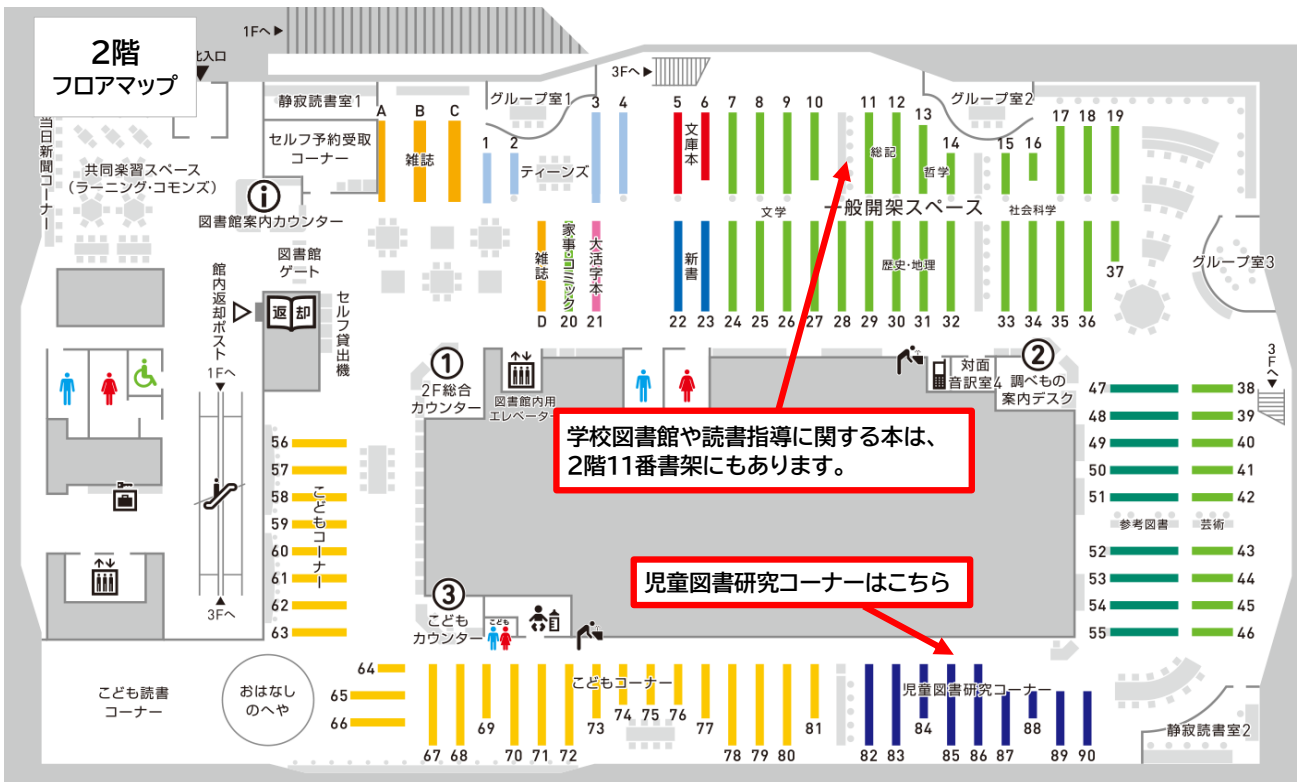 2階
フロアマップ
1Fへ▶
北入口
3Fへ▶
静寂読書室1
A
B
C
グループ室1
3
4
5
6
7
8
9
10
11
12
13
14
グループ室2
15
16
17
18
19
当日新聞コーナー
共同楽習スペース
(ラーニング・コモンズ)
セルフ予約受取
コーナー
雑誌
1
2
ティーンズ
文庫本
総記
哲学
i
図書館案内カウンター
文学
一般開架スペース
社会科学
図書館
ゲート
雑誌
家事・コミック
大活字本
新書
歴史・地理
37
グループ室3
館内返却ポスト
返却
セルフ貸出機
D
20
21
22
23
24
25
26
27
28
29
30
31
32
33
34
35
36
1Fへ
▼
①
2F総合
カウンター
図書館内用
エレベーター
対面
音訳室4
②
調べもの
案内デスク
3Fへ▼
47
38
48
39
49
40
50
41
51
42
参考図書
芸術
52
43
53
44
54
45
55
46
学校図書館や読書指導に関する本は、
2階11番書架にもあります。
56
57
58
59
60
61
62
63
こどもコーナー
▲
3Fへ
児童図書研究コーナーはこちら
③
こども
カウンター
こども
こども読書
コーナー
おはなし
のへや
64
65
66
こどもコーナー
67
68
69
70
71
72
73
74
75
76
77
78
79
80
81
児童図書研究コーナー
82
83
84
85
86
87
88
89
90
静寂読書室2